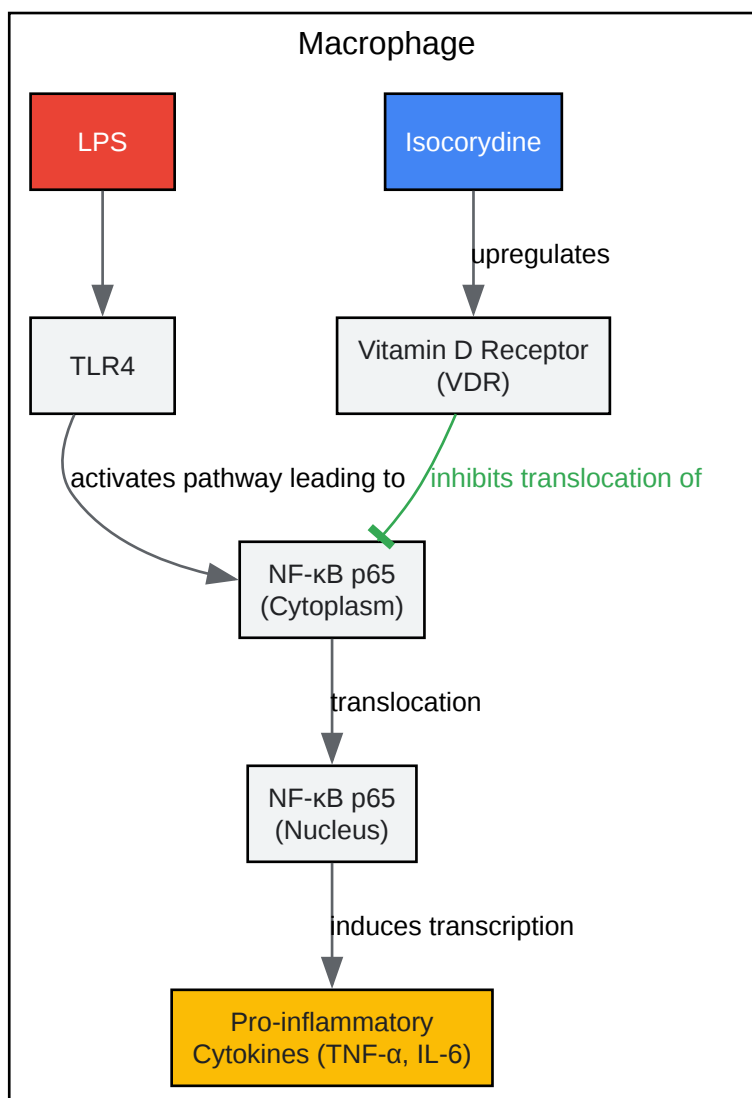 Macrophage
LPS
Isocorydine
upregulates
TLR4
Vitamin D Receptor
(VDR)
activates pathway leading to
inhibits translocation of
NF-κB p65
(Cytoplasm)
translocation
NF-κB p65
(Nucleus)
induces transcription
Pro-inflammatory
Cytokines (TNF-α, IL-6)